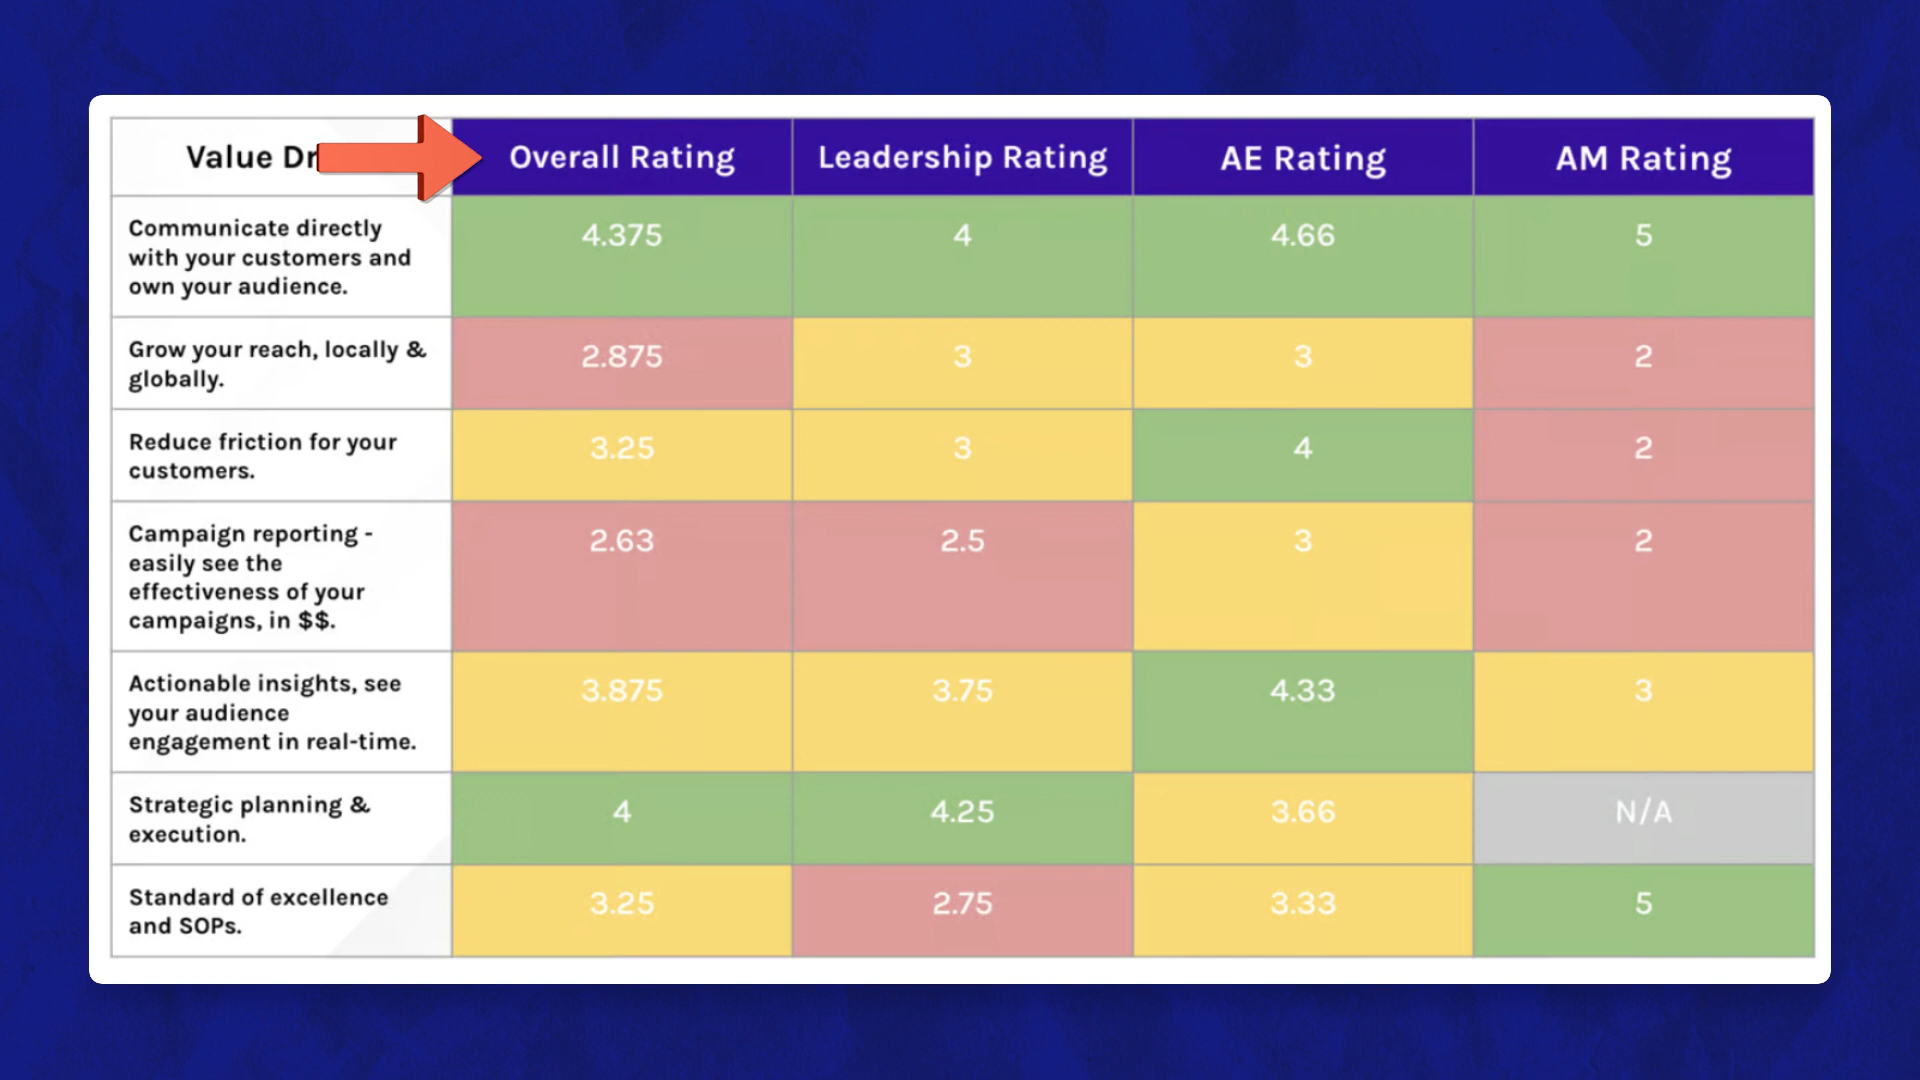 Value Dr
Overall Rating
Leadership Rating
AE Rating
AM Rating
Communicate directly
with your customers and
own your audience.
4.375
4
4.66
5
Grow your reach, locally &
globally.
2.875
3
3
2
Reduce friction for your
customers.
3.25
3
4
2
Campaign reporting -
easily see the
effectiveness of your
campaigns, in $$.
2.63
2.5
3
2
Actionable insights, see
your audience
engagement in real-time.
3.875
3.75
4.33
3
Strategic planning &
execution.
4
4.25
3.66
N/A
Standard of excellence
and SOPs.
3.25
2.75
3.33
5